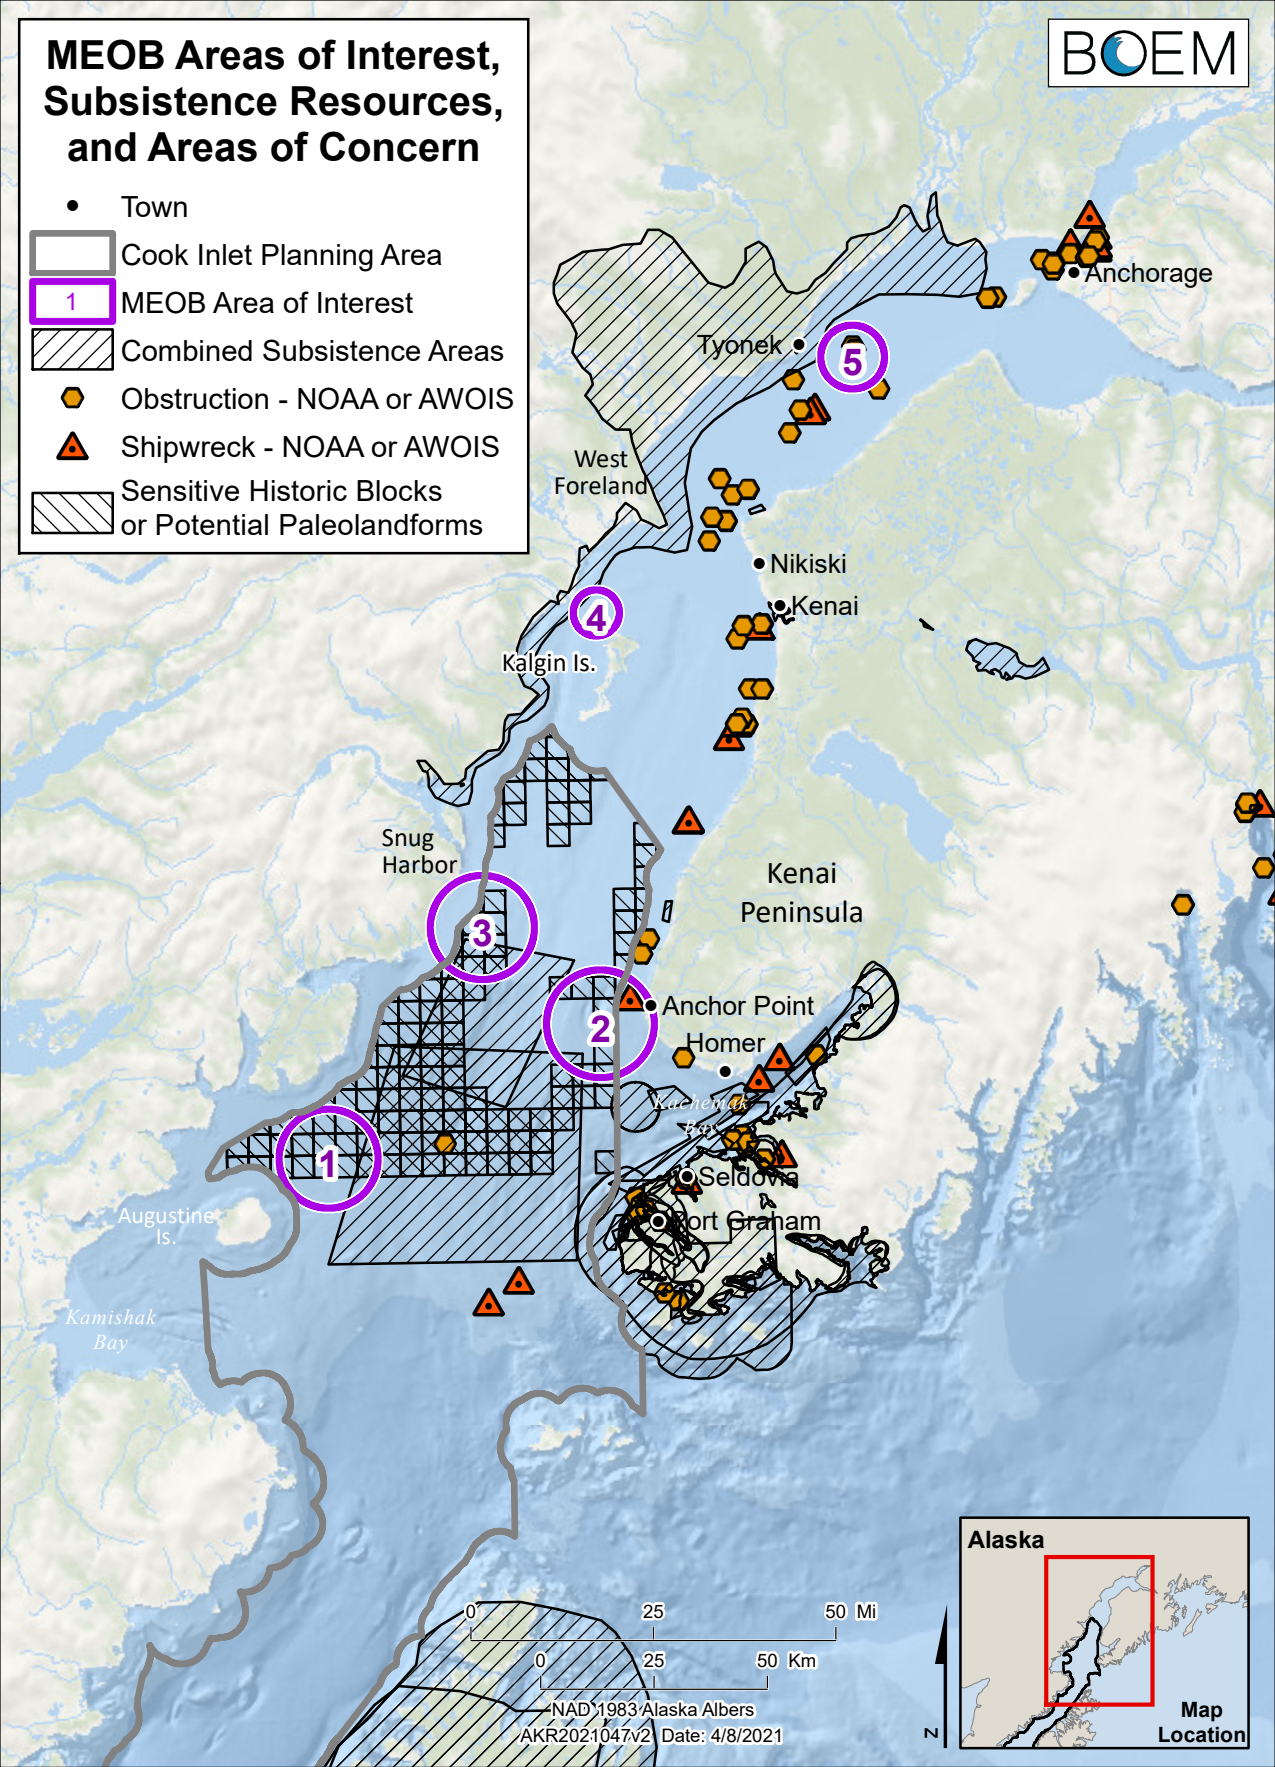 MEOB Areas of Interest,
Subsistence Resources,
and Areas of Concern
Town
Cook Inlet Planning Area
1
MEOB Area of Interest
Combined Subsistence Areas
Obstruction - NOAA or AWOIS
Shipwreck - NOAA or AWOIS
Sensitive Historic Blocks
or Potential Paleolandforms
BOEM
Anchorage
Tyonek
5
West
Foreland
Nikiski
Kenai
4
Kalgin Is.
Snug
Harbor
Kenai
Peninsula
3
2
Anchor Point
Homer
Kachemak
Bay
1
Seldovia
Port Graham
Augustine
Is.
Kamishak
Bay
0 25 50 Mi
0 25 50 Km
NAD 1983 Alaska Albers
AKR2021047v2 Date: 4/8/2021
Z
Alaska
Map
Location